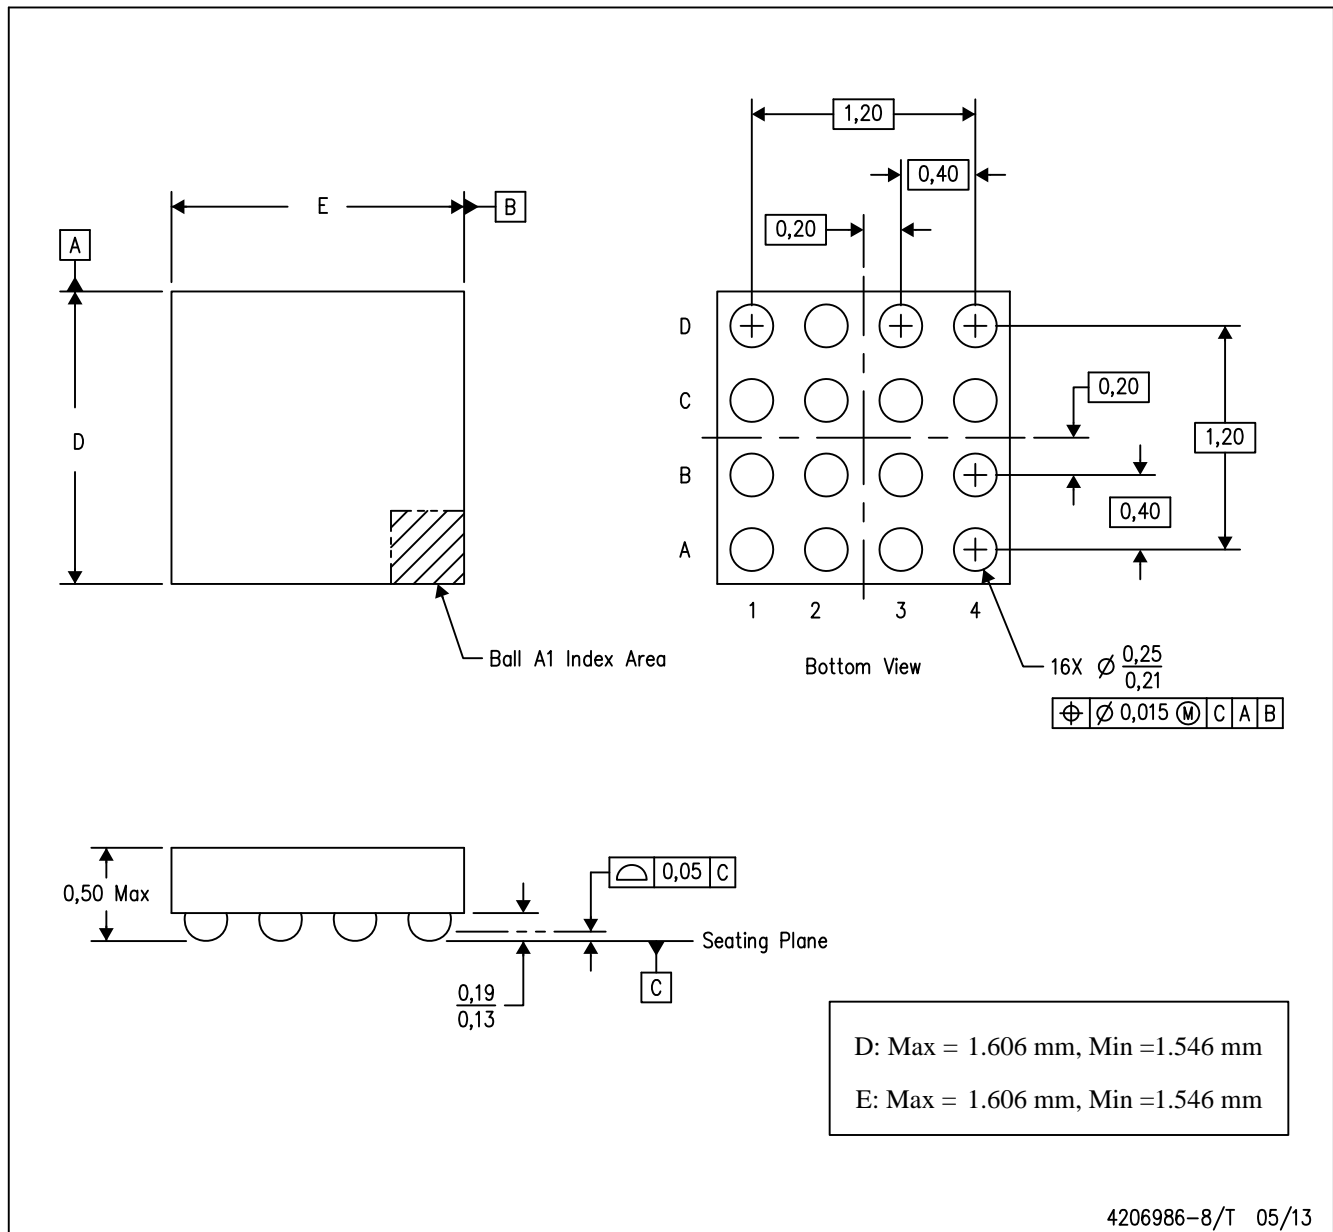 1,20
0,40
0,20
E
B
A
D
D
C
B
A
0,20
1,20
0,40
1 2 3 4
Ball A1 Index Area
Bottom View
16X Ø 0,25
0,21
⌖ Ø 0,015 Ⓜ C A B
0,50 Max
⌓ 0,05 C
Seating Plane
C
0,19
0,13
D: Max = 1.606 mm, Min =1.546 mm
E: Max = 1.606 mm, Min =1.546 mm
4206986-8/T 05/13